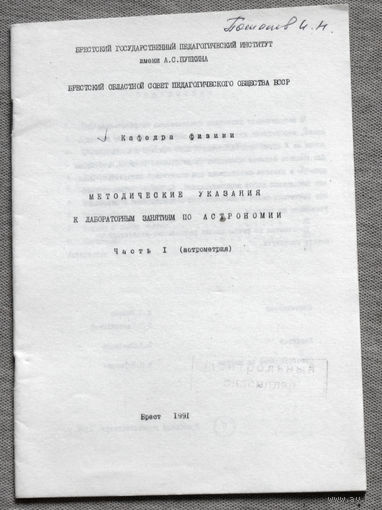 Потапов И.М.
БРЕСТСКИЙ ГОСУДАРСТВЕННЫЙ ПЕДАГОГИЧЕСКИЙ ИНСТИТУТ
имени А.С.ПУШКИНА
БРЕСТСКИЙ ОБЛАСТНОЙ СОВЕТ ПЕДАГОГИЧЕСКОГО ОБЩЕСТВА БССР
Кафедра физики
МЕТОДИЧЕСКИЕ УКАЗАНИЯ
К ЛАБОРАТОРНЫМ ЗАНЯТИЯМ ПО АСТРОНОМИИ
Часть I (астрометрия)
Брест 1991